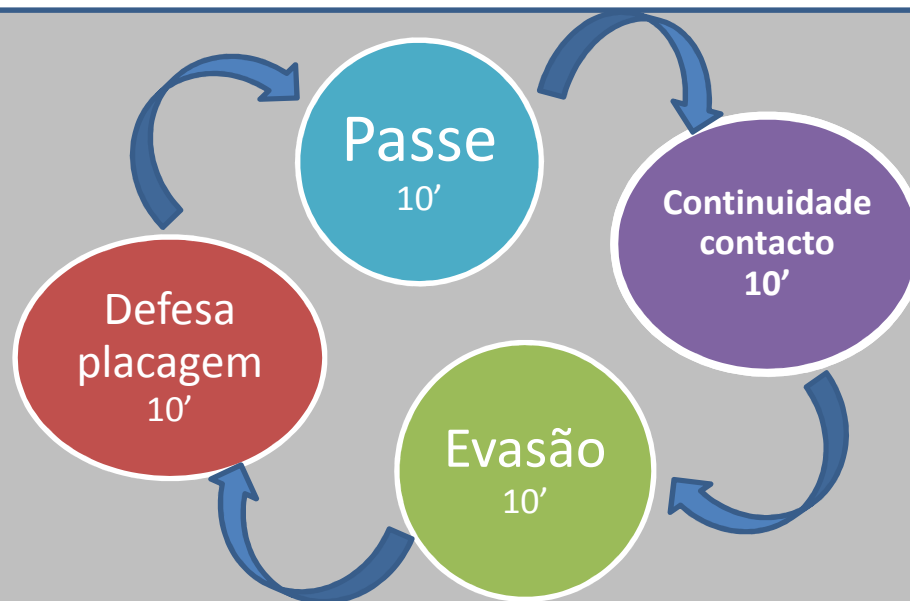 Passe
10’
Continuidade
contacto
10’
Evasão
10’
Defesa
placagem
10’